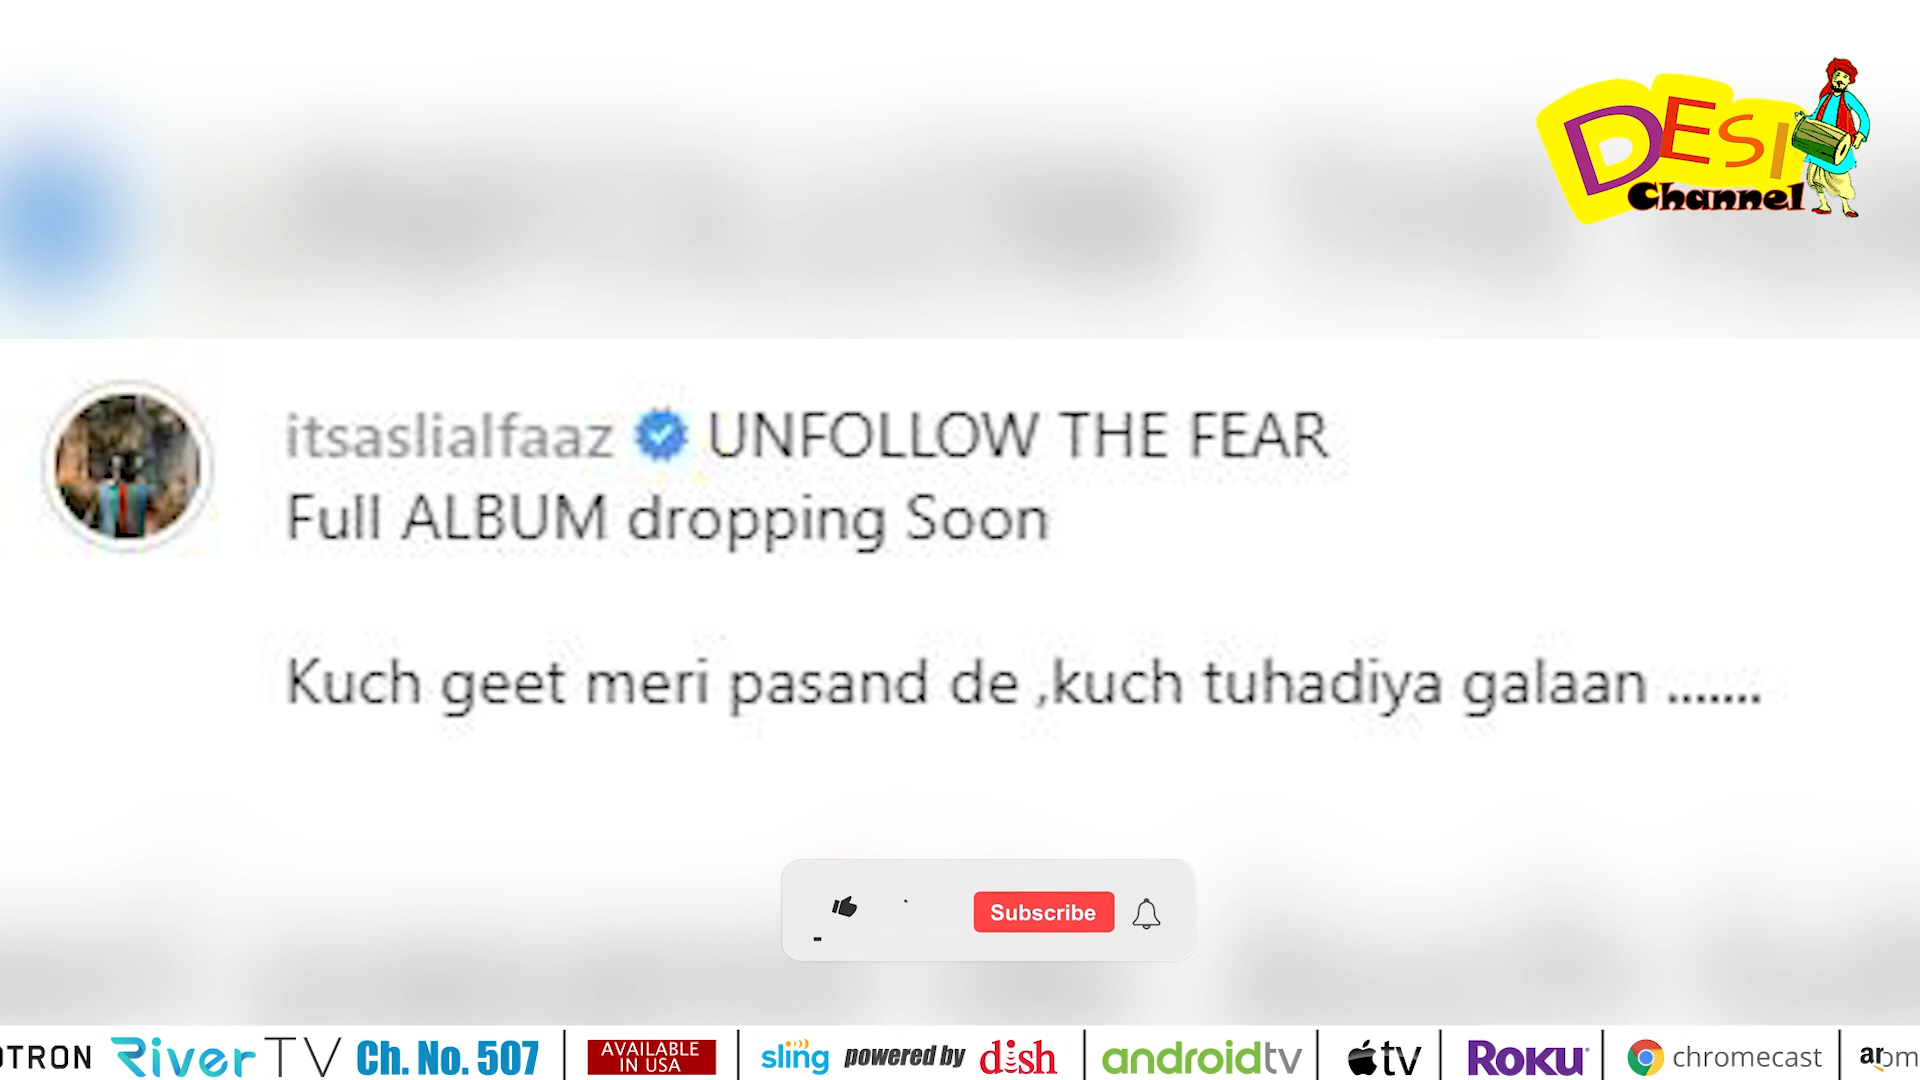 DESI
Channel
itsaslialfaaz UNFOLLOW THE FEAR
Full ALBUM dropping Soon
Kuch geet meri pasand de ,kuch tuhadiya galaan .......
Subscribe
OTRON RiverTV Ch. No. 507 AVAILABLE IN USA sling powered by dish androidtv tv ROKU chromecast